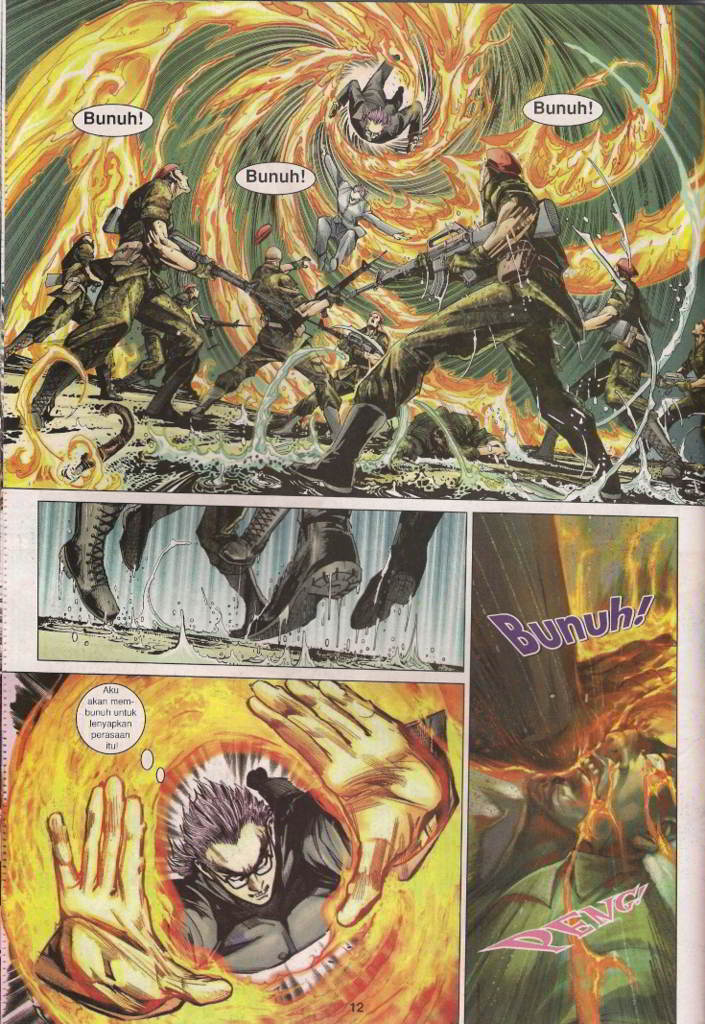 Bunuh!
Bunuh!
Bunuh!
Bunuh!
Aku
akan mem-
bunuh untuk
lenyapkan
perasaan
itu!
PENG!
12